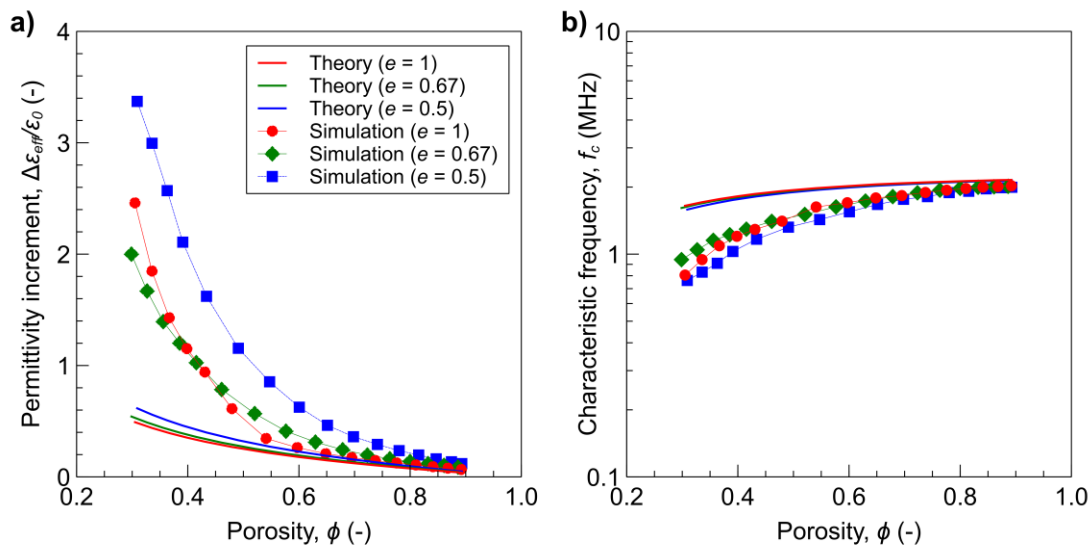 a)
Permittivity increment, Δε_eff/ε_0 (-)
4
3
2
1
0
Theory (e = 1)
Theory (e = 0.67)
Theory (e = 0.5)
Simulation (e = 1)
Simulation (e = 0.67)
Simulation (e = 0.5)
0.2 0.4 0.6 0.8 1.0
Porosity, ϕ (-)
b)
Characteristic frequency, f_c (MHz)
10
1
0.1
0.2 0.4 0.6 0.8 1.0
Porosity, ϕ (-)